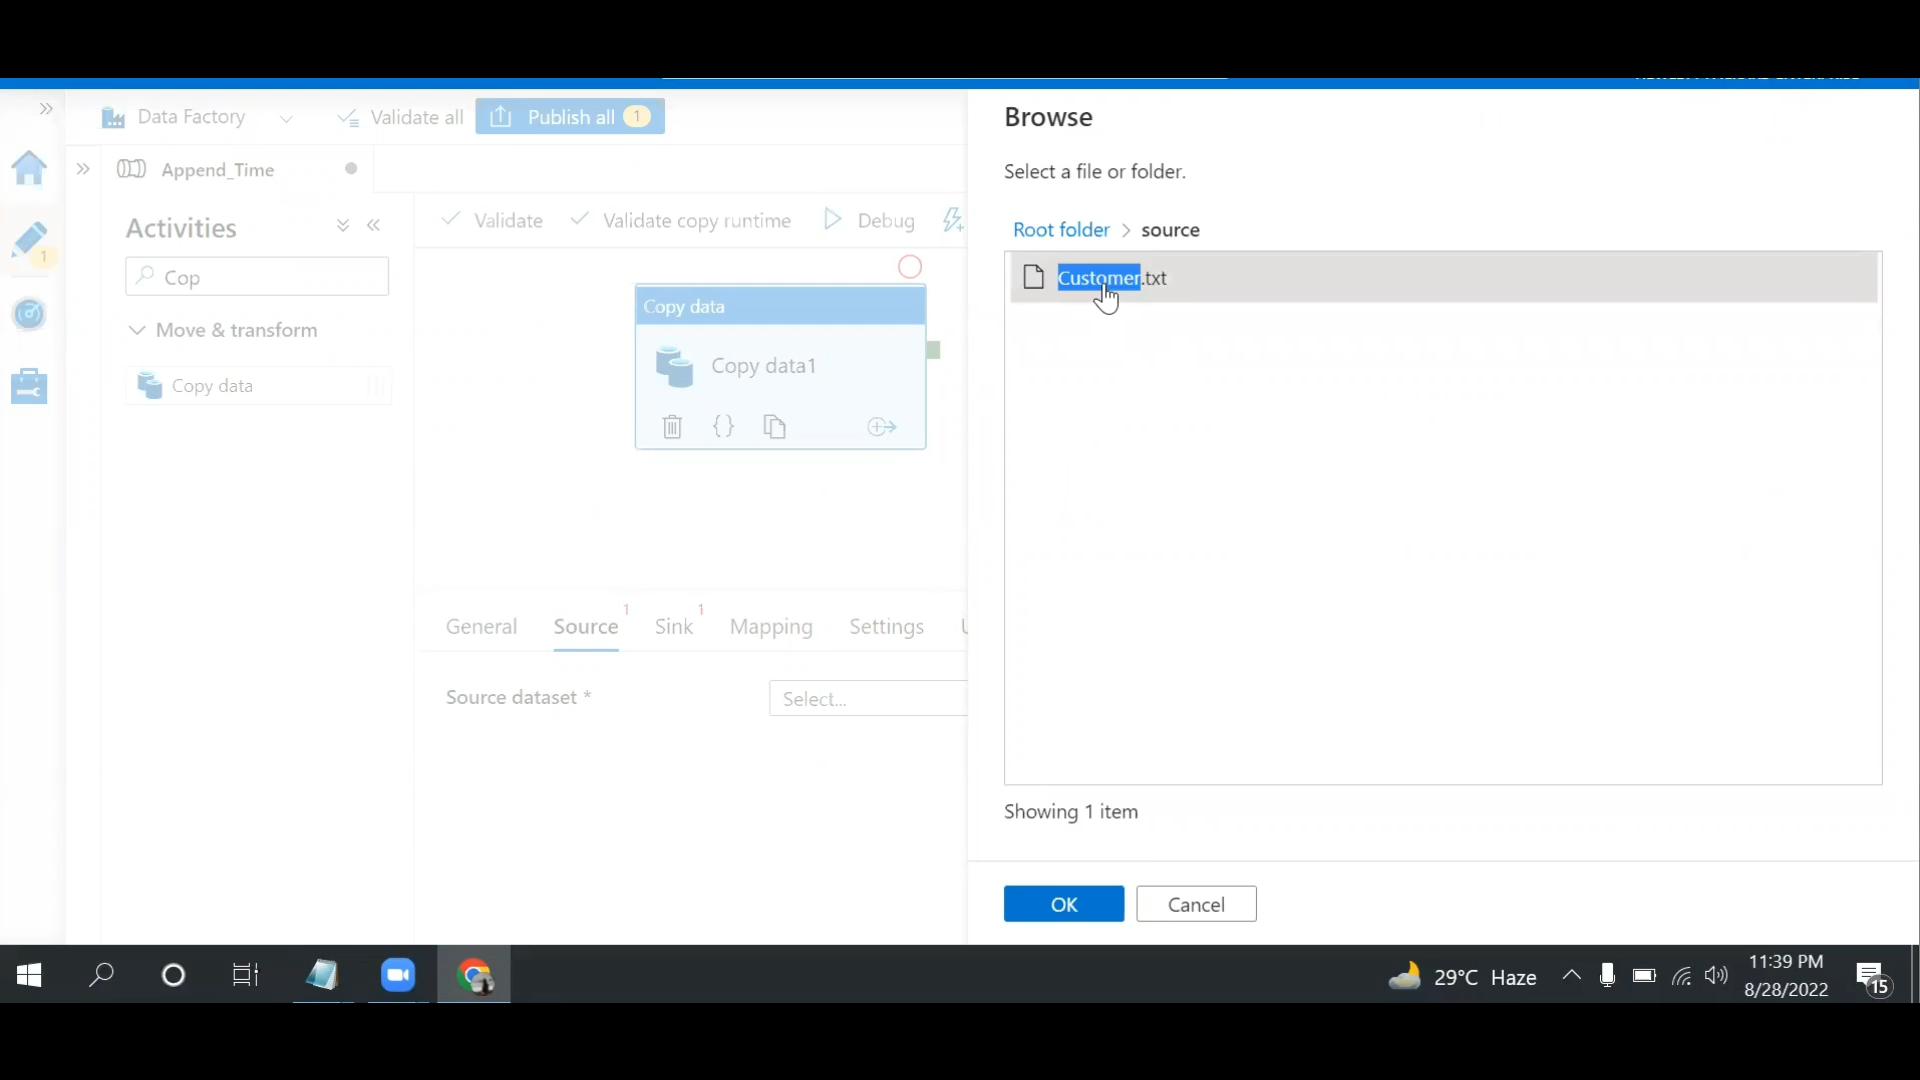 Data Factory
Validate all
Publish all 1
Append_Time
Activities
Cop
Move & transform
Copy data
1
Validate
Validate copy runtime
Debug
Copy data
Copy data1
General
Source 1
Sink 1
Mapping
Settings
Source dataset *
Select...
Browse
Select a file or folder.
Root folder > source
Customer.txt
Showing 1 item
OK
Cancel
29°C Haze
11:39 PM
8/28/2022
15